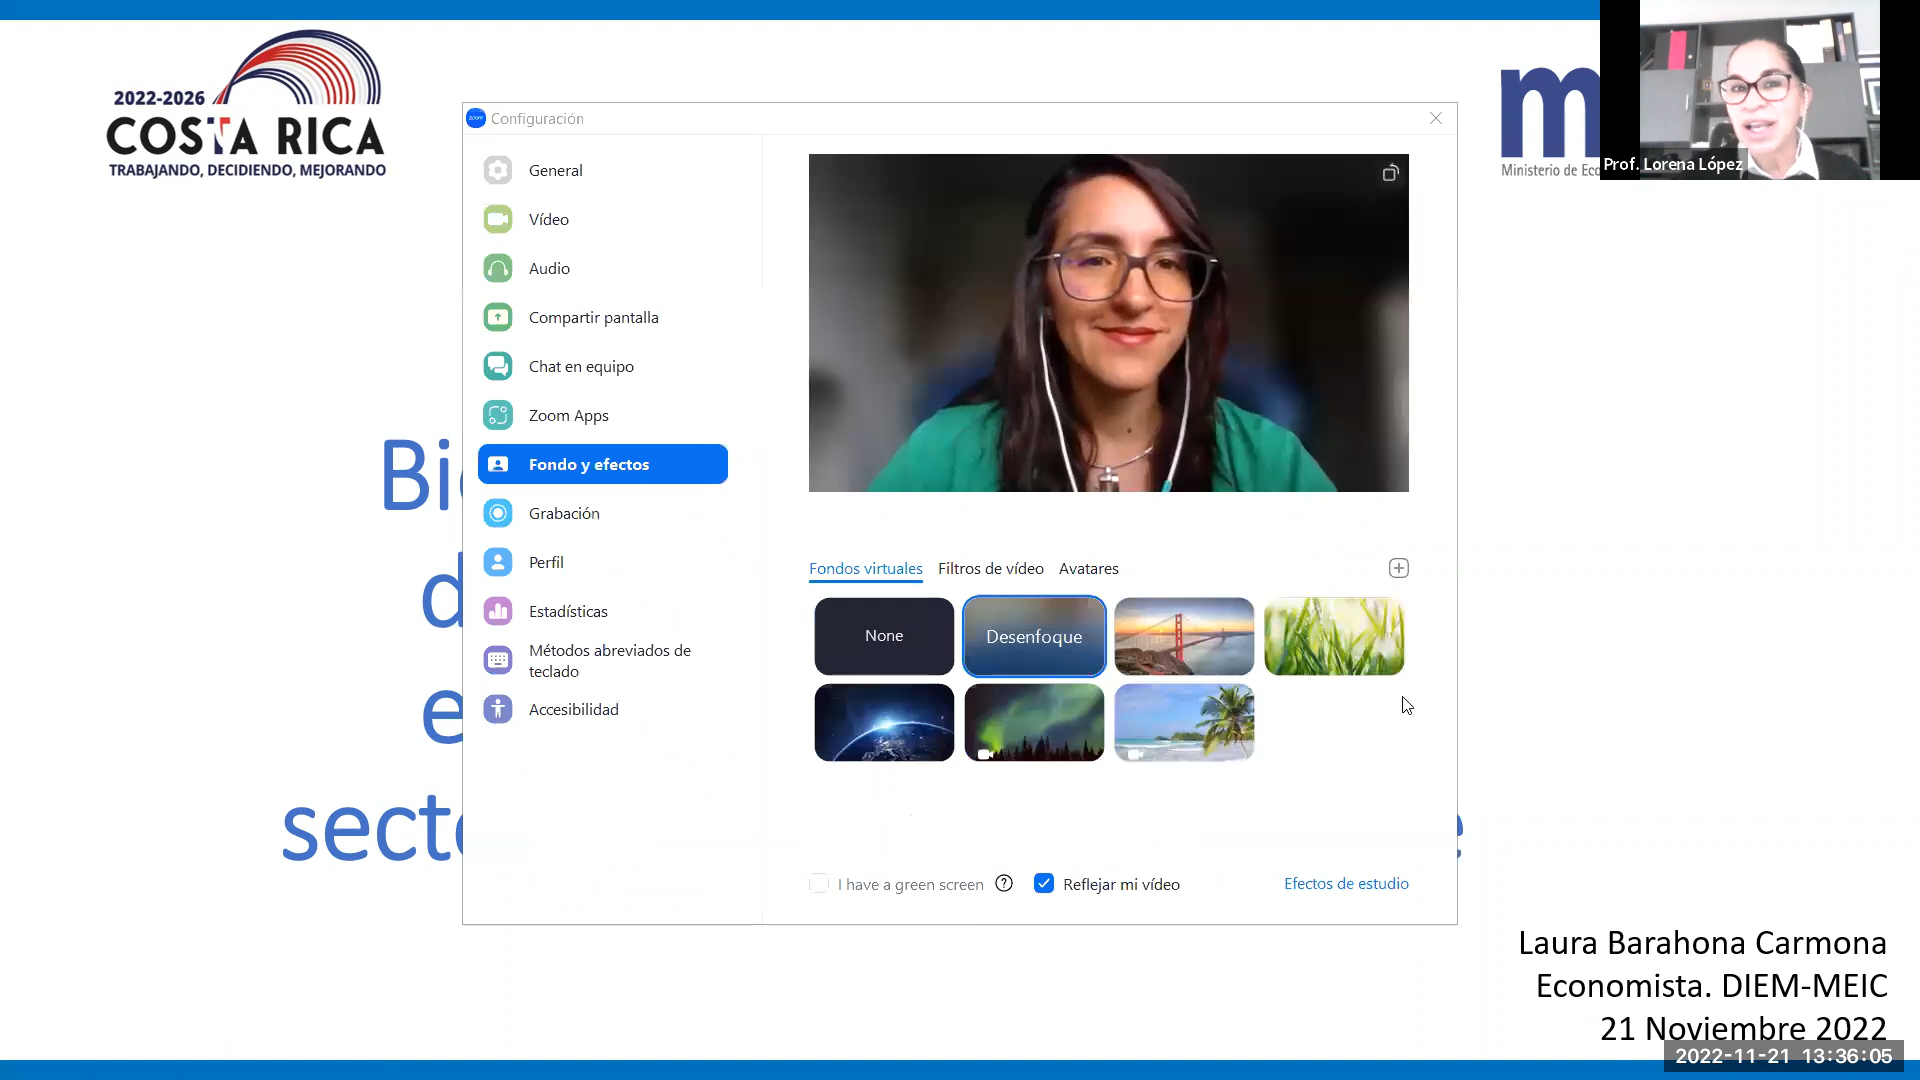 2022-2026
COSTA RICA
TRABAJANDO, DECIDIENDO, MEJORANDO
Ministerio de
Prof. Lorena López
zoom
Configuración
General
Vídeo
Audio
Compartir pantalla
Chat en equipo
Zoom Apps
Fondo y efectos
Grabación
Perfil
Estadísticas
Métodos abreviados de
teclado
Accesibilidad
Fondos virtuales
Filtros de vídeo
Avatares
None
Desenfoque
I have a green screen
Reflejar mi vídeo
Efectos de estudio
Laura Barahona Carmona
Economista. DIEM-MEIC
21 Noviembre 2022
2022-11-21 13:36:05